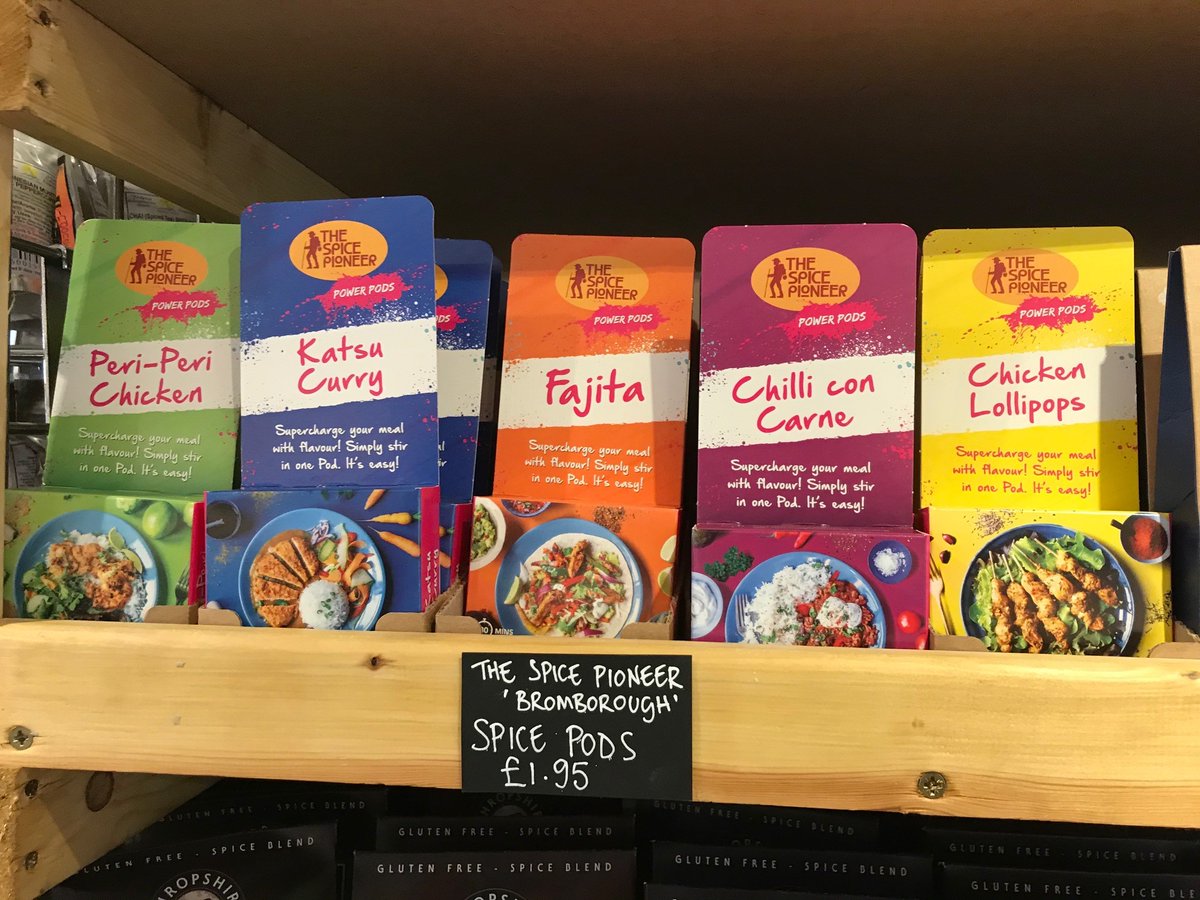 THE
SPICE
PIONEER
POWER PODS
Peri-Peri
Chicken
Supercharge your meal
with flavour! Simply stir
in one Pod. It's easy!
THE
SPICE
PIONEER
POWER PODS
Katsu
Curry
Supercharge your meal
with flavour! Simply stir
in one Pod. It's easy!
Katsu
THE
SPICE
PIONEER
POWER PODS
Fajita
Supercharge your meal
with flavour! Simply stir
in one Pod. It's easy!
10 MINS
THE
SPICE
PIONEER
POWER PODS
Chilli con
Carne
Supercharge your meal
with flavour! Simply stir
in one Pod. It's easy!
THE
SPICE
PIONEER
POWER PODS
Chicken
Lollipops
Supercharge your meal
with flavour! Simply stir
in one Pod. It's easy!
THE SPICE PIONEER
'BROMBOROUGH'
SPICE PODS
£1.95
GLUTEN FREE - SPICE BLEND
GLUTEN FREE - SPICE BLEND
GLUTEN FREE - SPICE BLEND
GLUTEN FREE - SPICE BLEND
GLUTEN FREE - SPICE BLEND